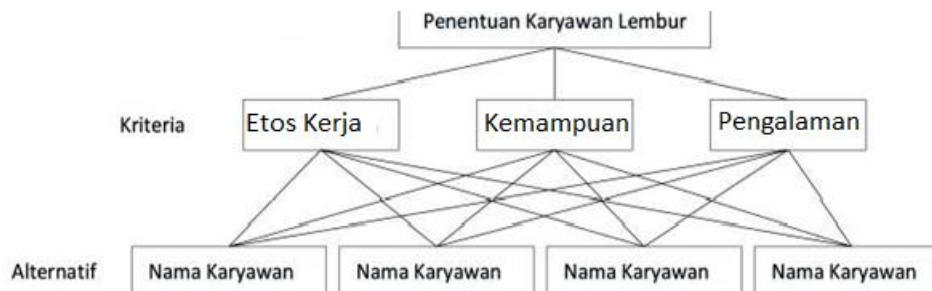 Penentuan Karyawan Lembur
Kriteria Etos Kerja Kemampuan Pengalaman
Alternatif Nama Karyawan Nama Karyawan Nama Karyawan Nama Karyawan